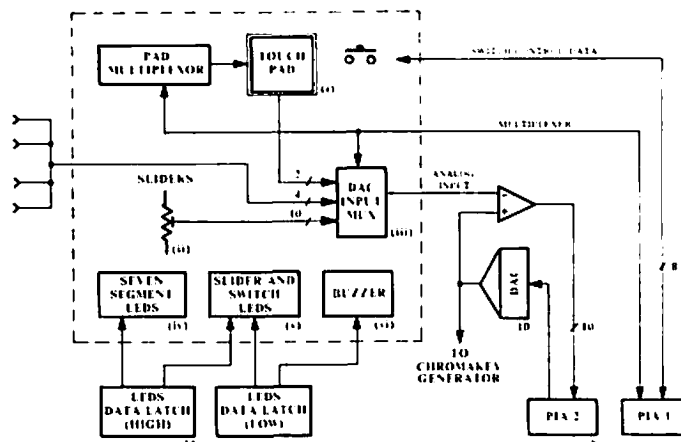 PAD
MULTIPLEXOR
TOUCH
PAD
(i)
SWITCH CONTROL DATA
MULTIPLEXER
SLIDERS
(ii)
2
4
10
DAC
INPUT
MUX
(iii)
ANALOG
INPUT
-
+
DAC
10
10
8
SEVEN
SEGMENT
LEDS
(iv)
SLIDER AND
SWITCH
LEDS
(v)
BUZZER
(vi)
TO
CHROMAKEY
GENERATOR
LEDS
DATA LATCH
(HIGH)
LEDS
DATA LATCH
(LOW)
PIA 2
PIA 1